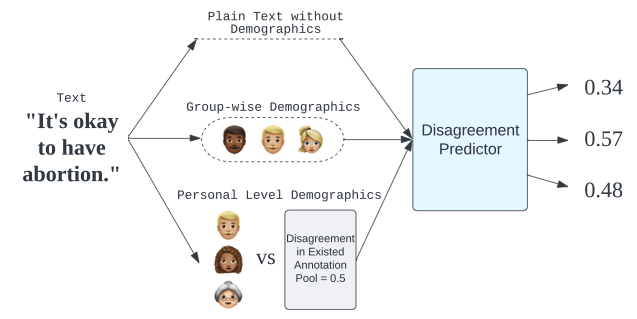 Plain Text without
Demographics
Text
"It's okay
to have
abortion."
Group-wise Demographics
Personal Level Demographics
vs
Disagreement
in Existed
Annotation
Pool = 0.5
Disagreement
Predictor
0.34
0.57
0.48